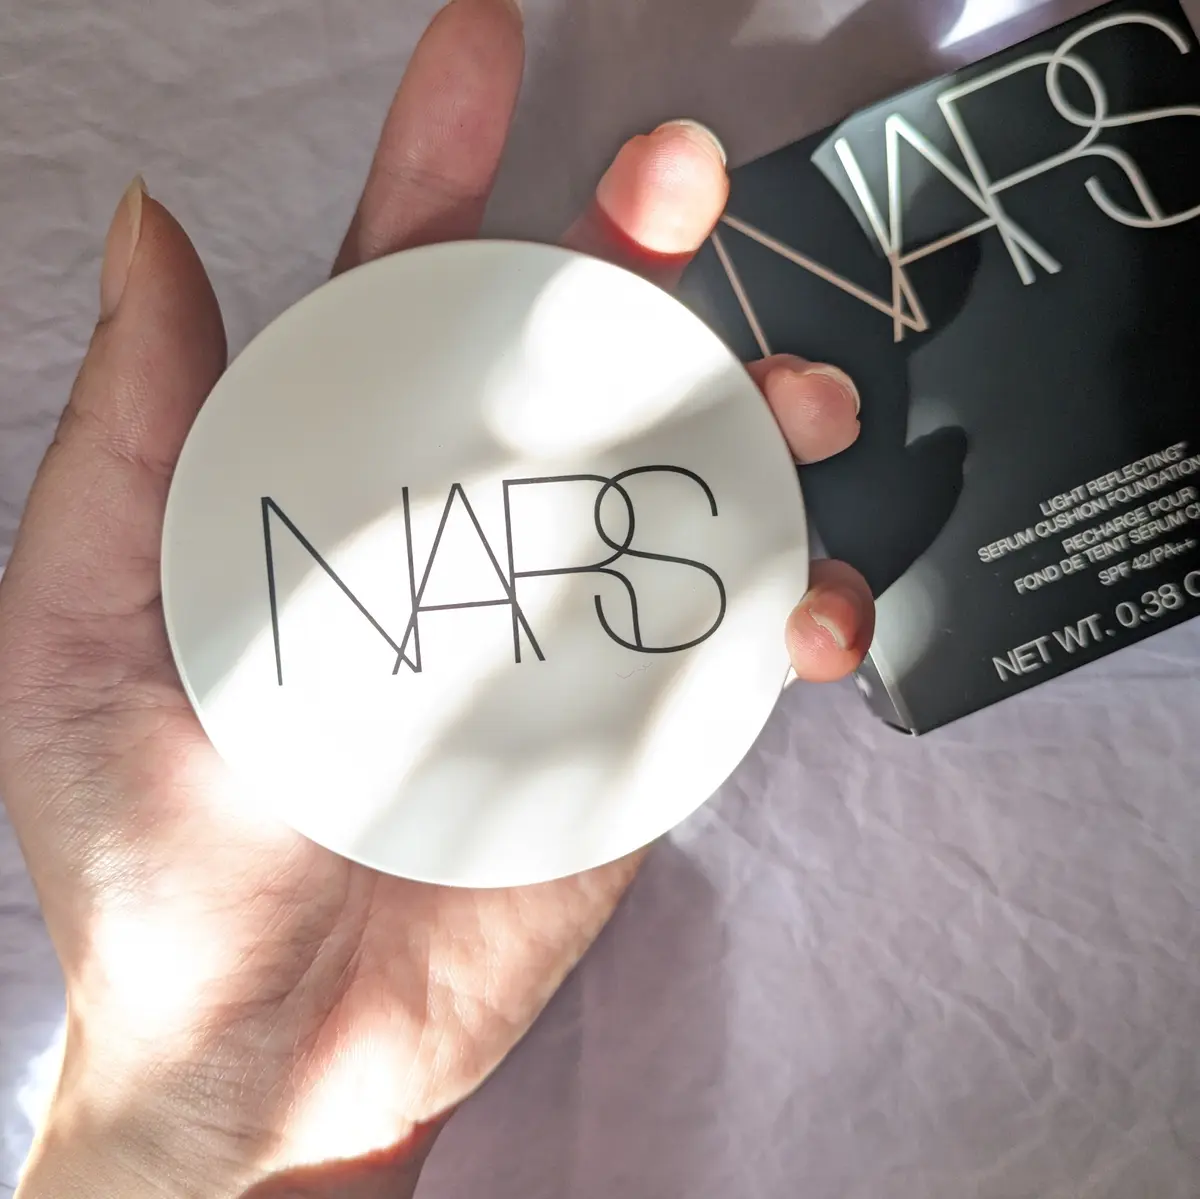 NARS
NARS
LIGHT REFLECTING™
SERUM CUSHION FOUNDATION
RECHARGE POUR
FOND DE TEINT SÉRUM
SPF 42/PA++
NET WT. 0.38